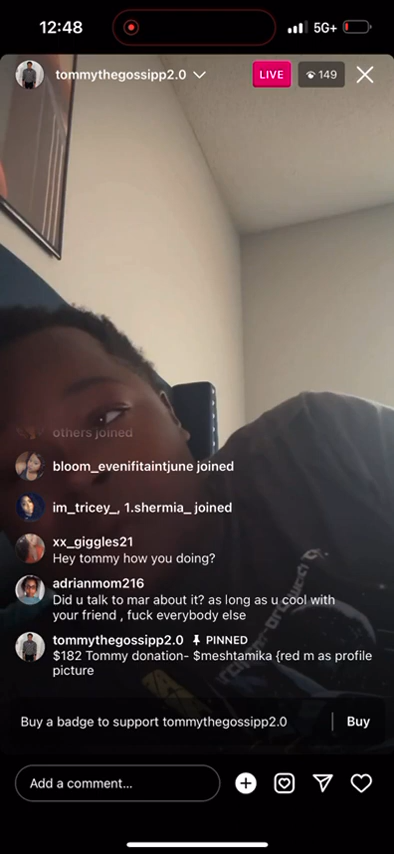 12:48
5G+
tommythegossipp2.0
LIVE
149
others joined
bloom_evenifitaintjune joined
im_tricey_, 1.shermia_ joined
xx_giggles21
Hey tommy how you doing?
adrianmom216
Did u talk to mar about it? as long as u cool with
your friend , fuck everybody else
tommythegossipp2.0 PINNED
$182 Tommy donation- $meshtamika {red m as profile
picture
Buy a badge to support tommythegossipp2.0
Buy
Add a comment...